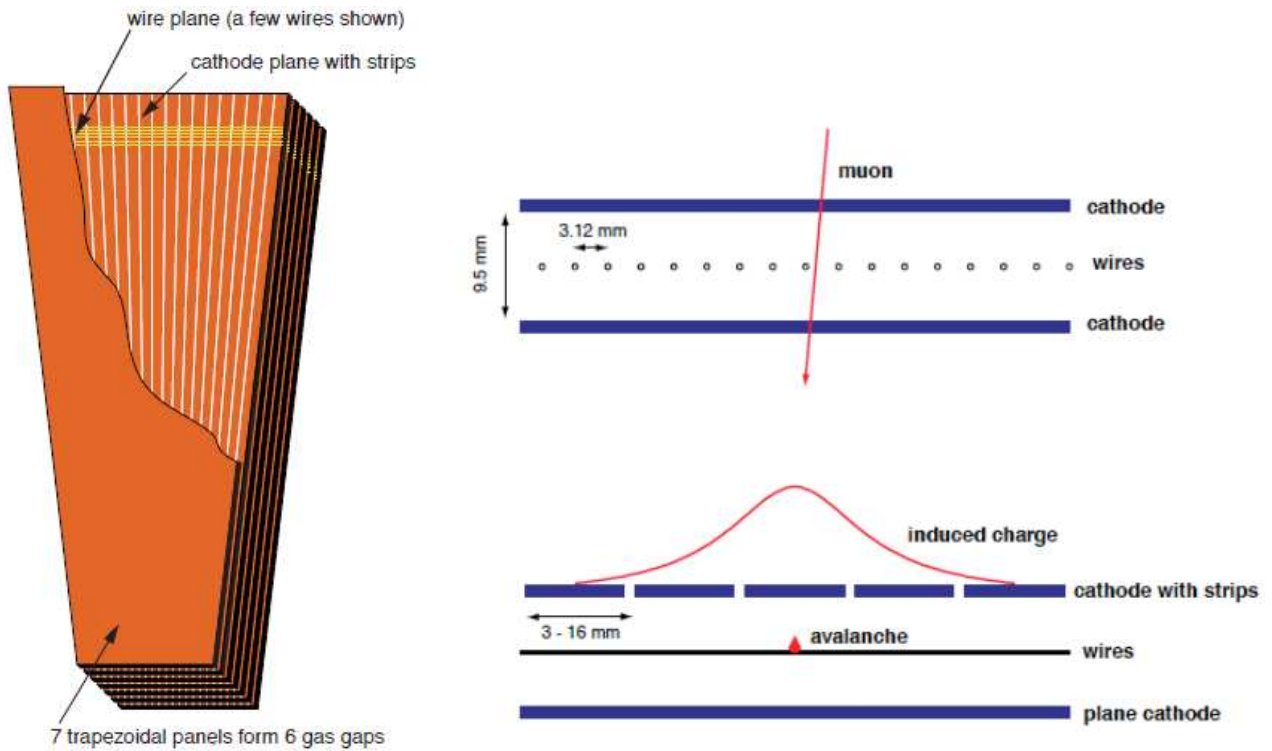 wire plane (a few wires shown)
cathode plane with strips
7 trapezoidal panels form 6 gas gaps
muon
cathode
3.12 mm
9.5 mm
wires
cathode
induced charge
cathode with strips
3 - 16 mm
avalanche
wires
plane cathode